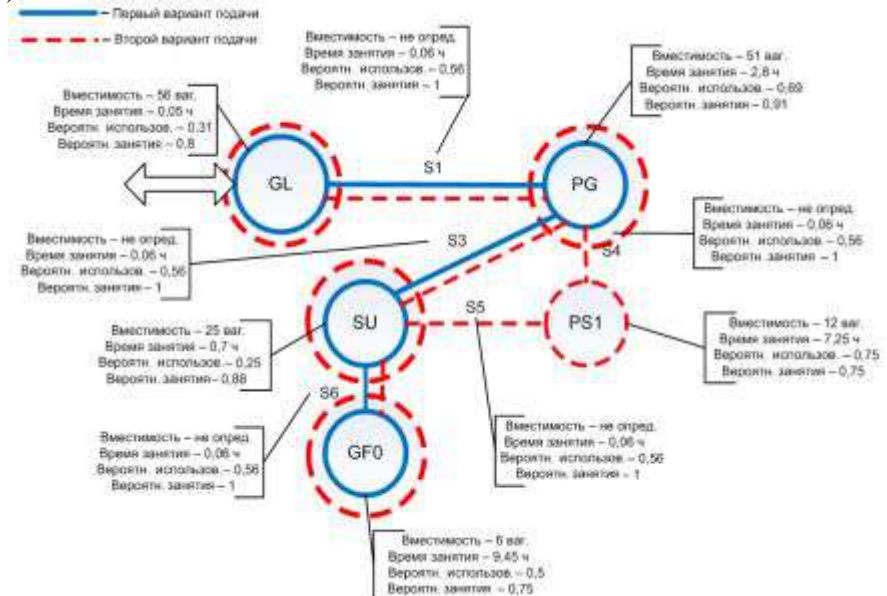 Первый вариант подачи
Второй вариант подачи
Вместимость – не опред.
Время занятия – 0,06 ч
Вероятн. использов. – 0,56
Вероятн. занятия – 1
Вместимость – 51 ваг.
Время занятия – 2,8 ч
Вероятн. использов. – 0,69
Вероятн. занятия – 0,91
Вместимость – 56 ваг.
Время занятия – 0,05 ч
Вероятн. использов. – 0,31
Вероятн. занятия – 0,8
S1
GL
PG
Вместимость – не опред.
Время занятия – 0,06 ч
Вероятн. использов. – 0,56
Вероятн. занятия – 1
S4
Вместимость – не опред.
Время занятия – 0,06 ч
Вероятн. использов. – 0,56
Вероятн. занятия – 1
S3
SU
S5
PS1
Вместимость – 25 ваг.
Время занятия – 0,7 ч
Вероятн. использов. – 0,25
Вероятн. занятия – 0,88
Вместимость – 12 ваг.
Время занятия – 7,25 ч
Вероятн. использов. – 0,75
Вероятн. занятия – 0,75
S6
Вместимость – не опред.
Время занятия – 0,06 ч
Вероятн. использов. – 0,56
Вероятн. занятия – 1
GF0
Вместимость – не опред.
Время занятия – 0,06 ч
Вероятн. использов. – 0,56
Вероятн. занятия – 1
Вместимость – 6 ваг.
Время занятия – 9,45 ч
Вероятн. использов. – 0,5
Вероятн. занятия – 0,75